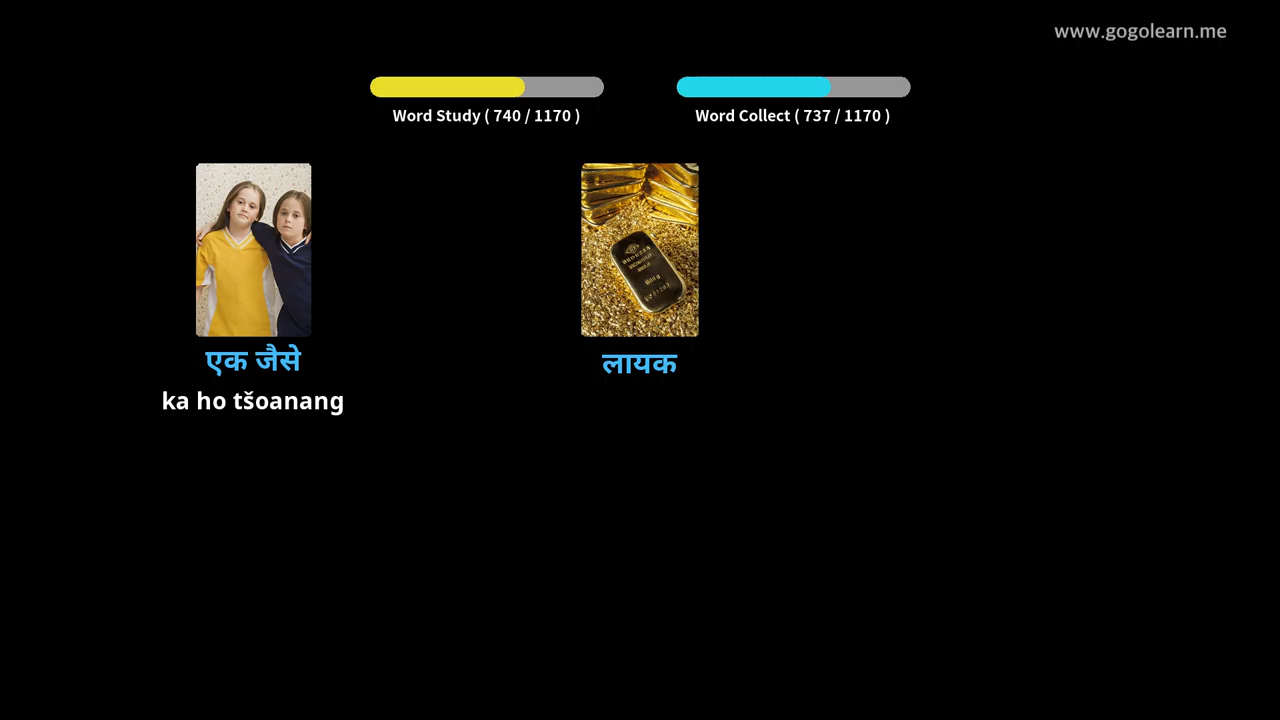 www.gogolearn.me
Word Study ( 740 / 1170 )
Word Collect ( 737 / 1170 )
एक जैसे
लायक
ka ho tšoanang